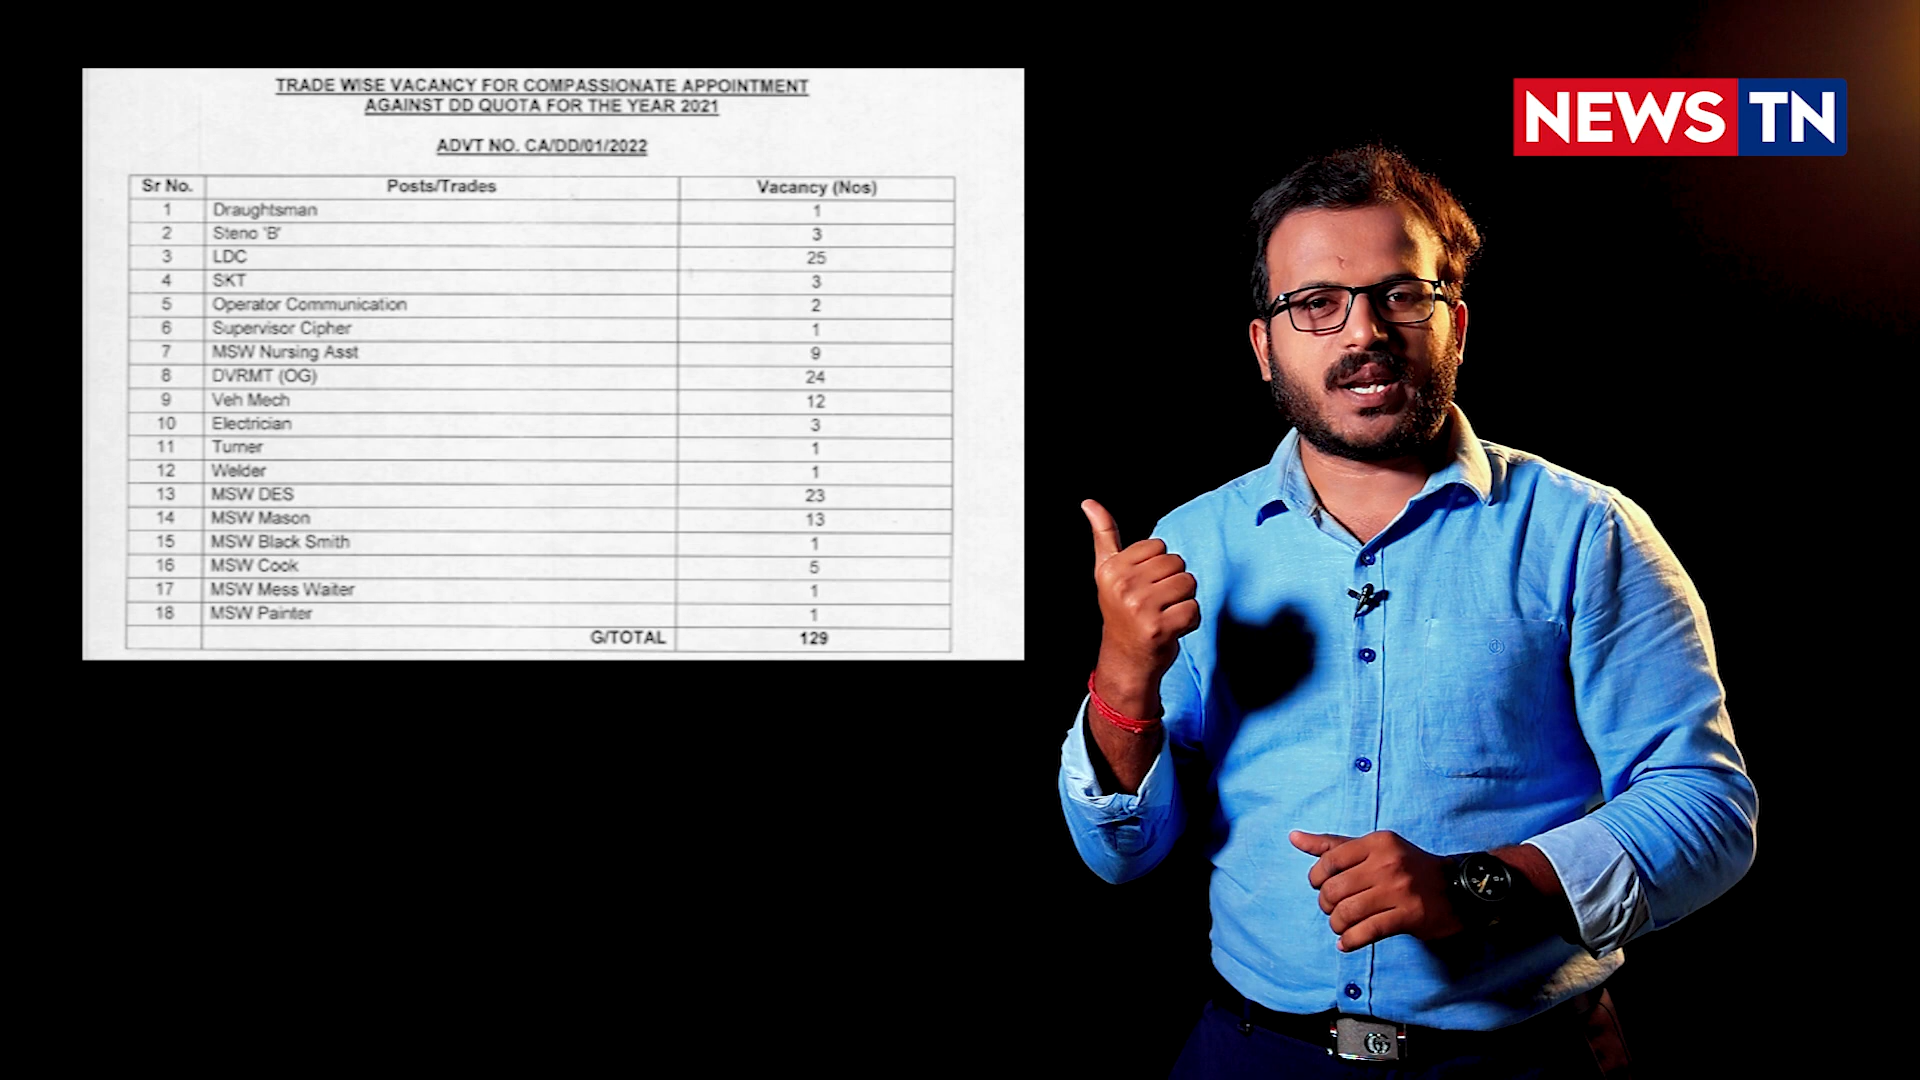 TRADE WISE VACANCY FOR COMPASSIONATE APPOINTMENT
AGAINST DD QUOTA FOR THE YEAR 2021
ADVT NO. CA/DD/01/2022
Sr No. Posts/Trades Vacancy (Nos)
1 Draughtsman 1
2 Steno 'B' 3
3 LDC 25
4 SKT 3
5 Operator Communication 2
6 Supervisor Cipher 1
7 MSW Nursing Asst 9
8 DVRMT (OG) 24
9 Veh Mech 12
10 Electrician 3
11 Turner 1
12 Welder 1
13 MSW DES 23
14 MSW Mason 13
15 MSW Black Smith 1
16 MSW Cook 5
17 MSW Mess Waiter 1
18 MSW Painter 1
G/TOTAL 129
NEWS TN